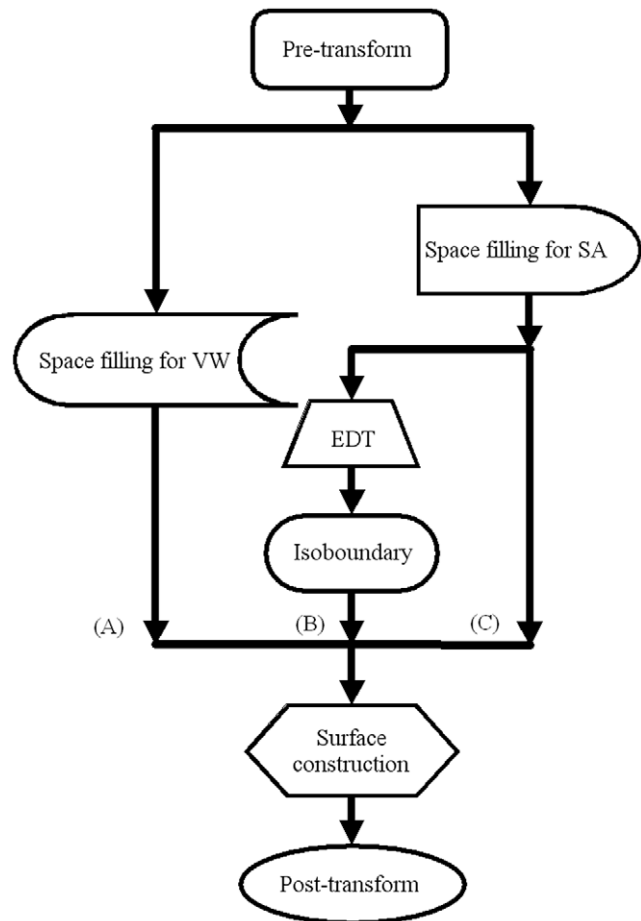 Pre-transform
Space filling for SA
Space filling for VW
EDT
Isoboundary
(A)
(B)
(C)
Surface
construction
Post-transform